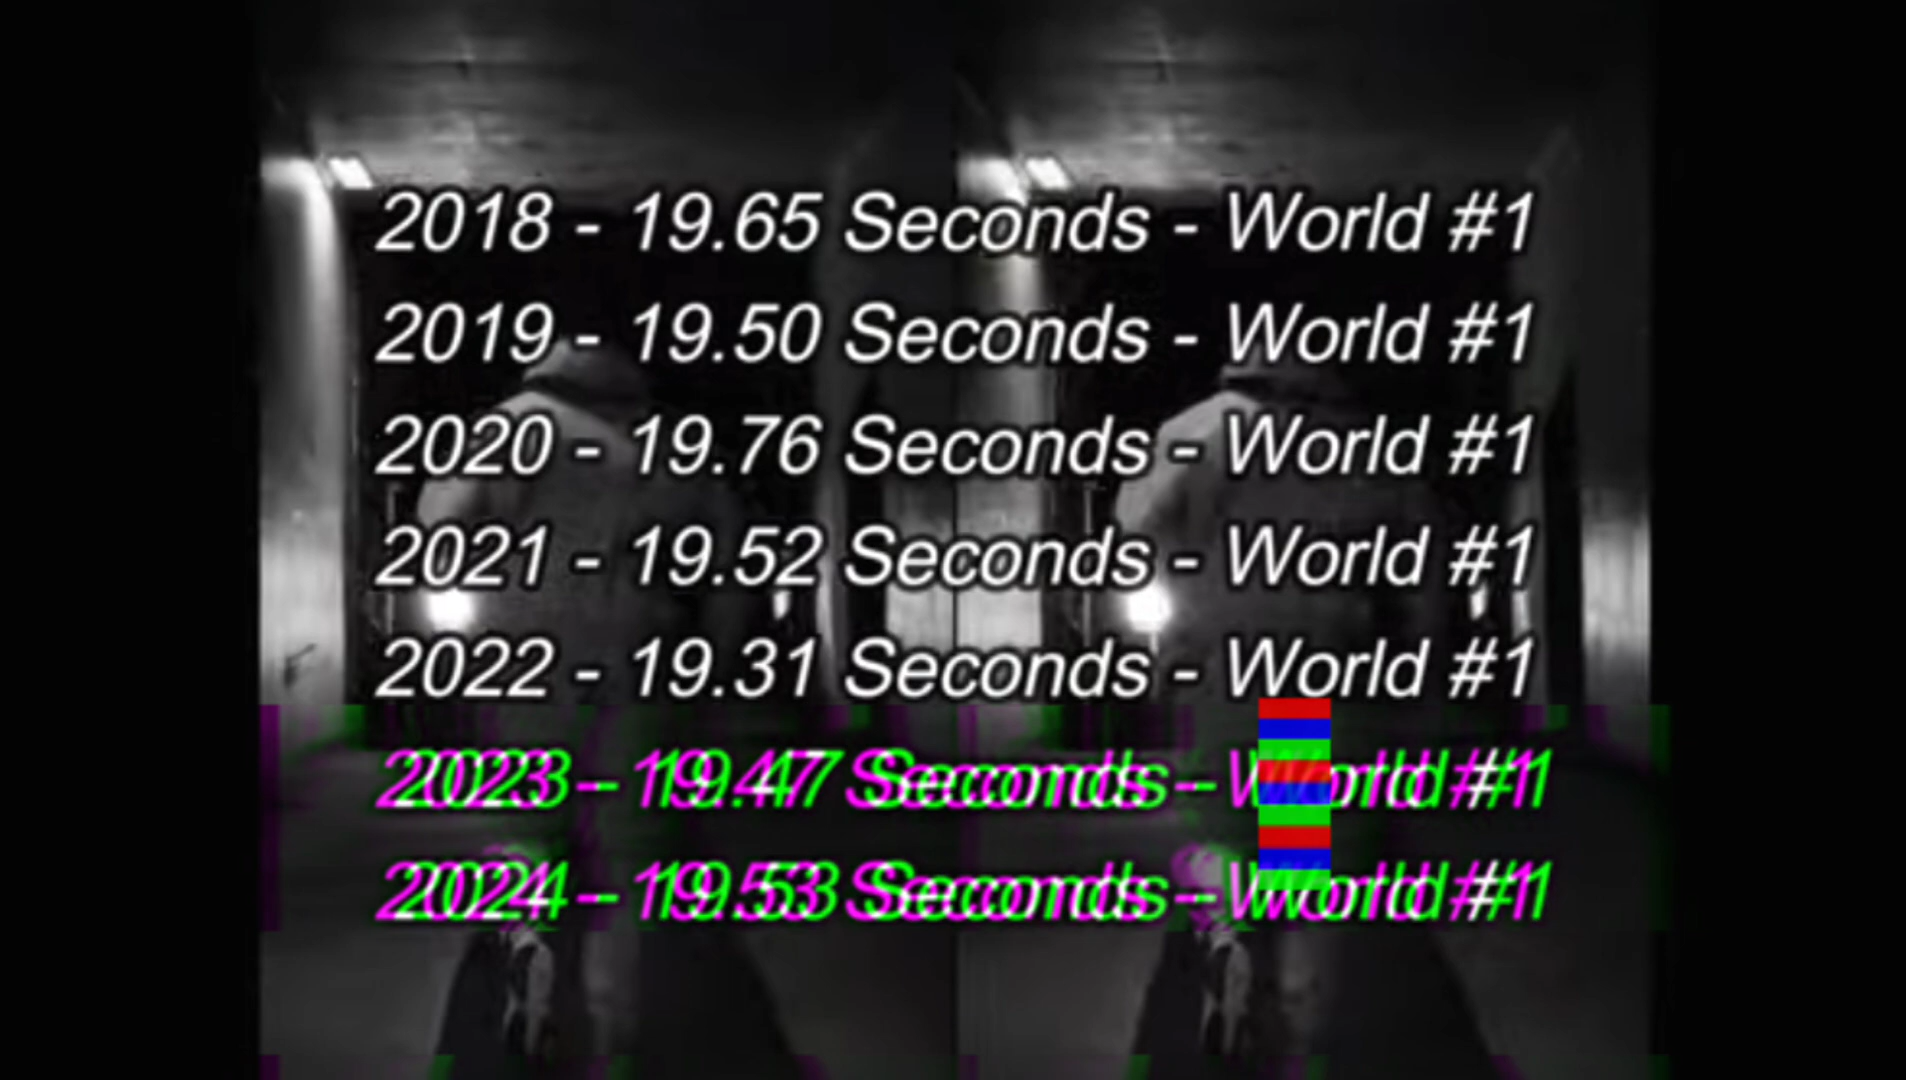 2018 - 19.65 Seconds - World #1
2019 - 19.50 Seconds - World #1
2020 - 19.76 Seconds - World #1
2021 - 19.52 Seconds - World #1
2022 - 19.31 Seconds - World #1
2023 - 19.47 Seconds - World #1
2024 - 19.53 Seconds - World #1